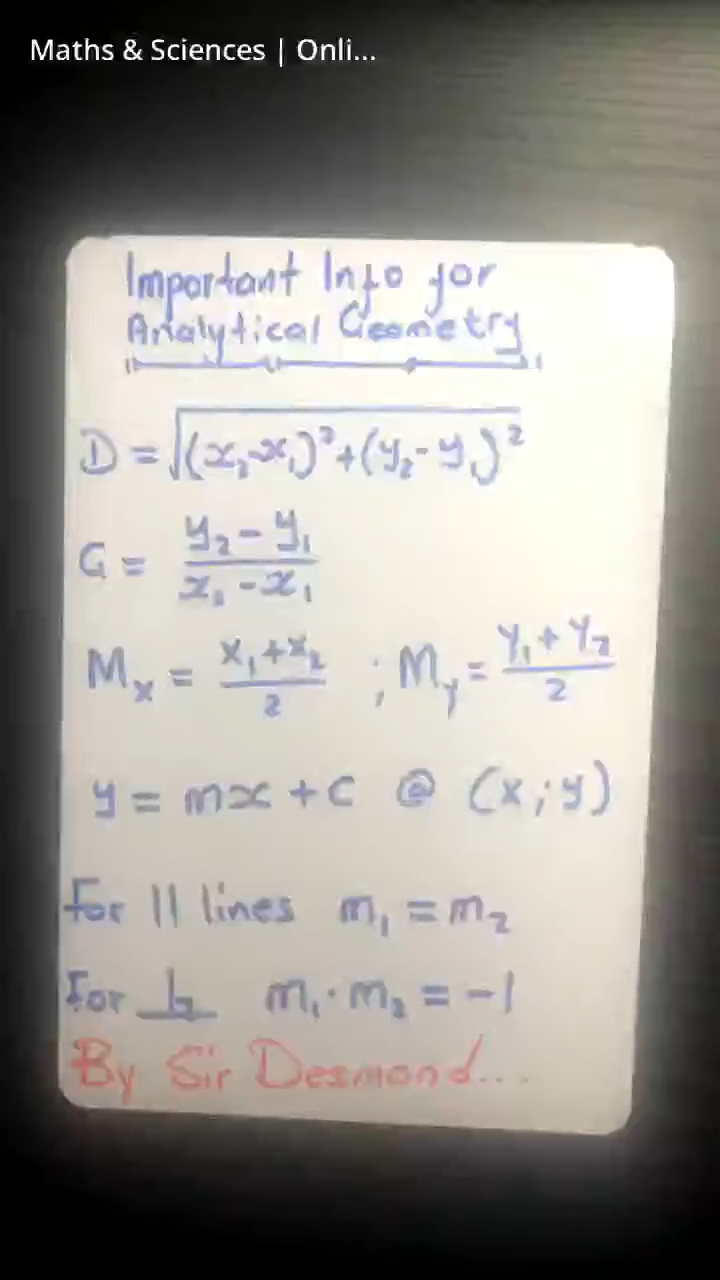 Maths & Sciences | Onli...
Important Info for
Analytical Geometry
D = √(x₂-x₁)² + (y₂-y₁)²
G = y₂ - y₁ / x₂ - x₁
Mₓ = x₁ + x₂ / 2 ; Mᵧ = y₁ + y₂ / 2
y = mx + c @ (x ; y)
For || lines m₁ = m₂
For ⊥ m₁ · m₂ = -1
By Sir Desmond...